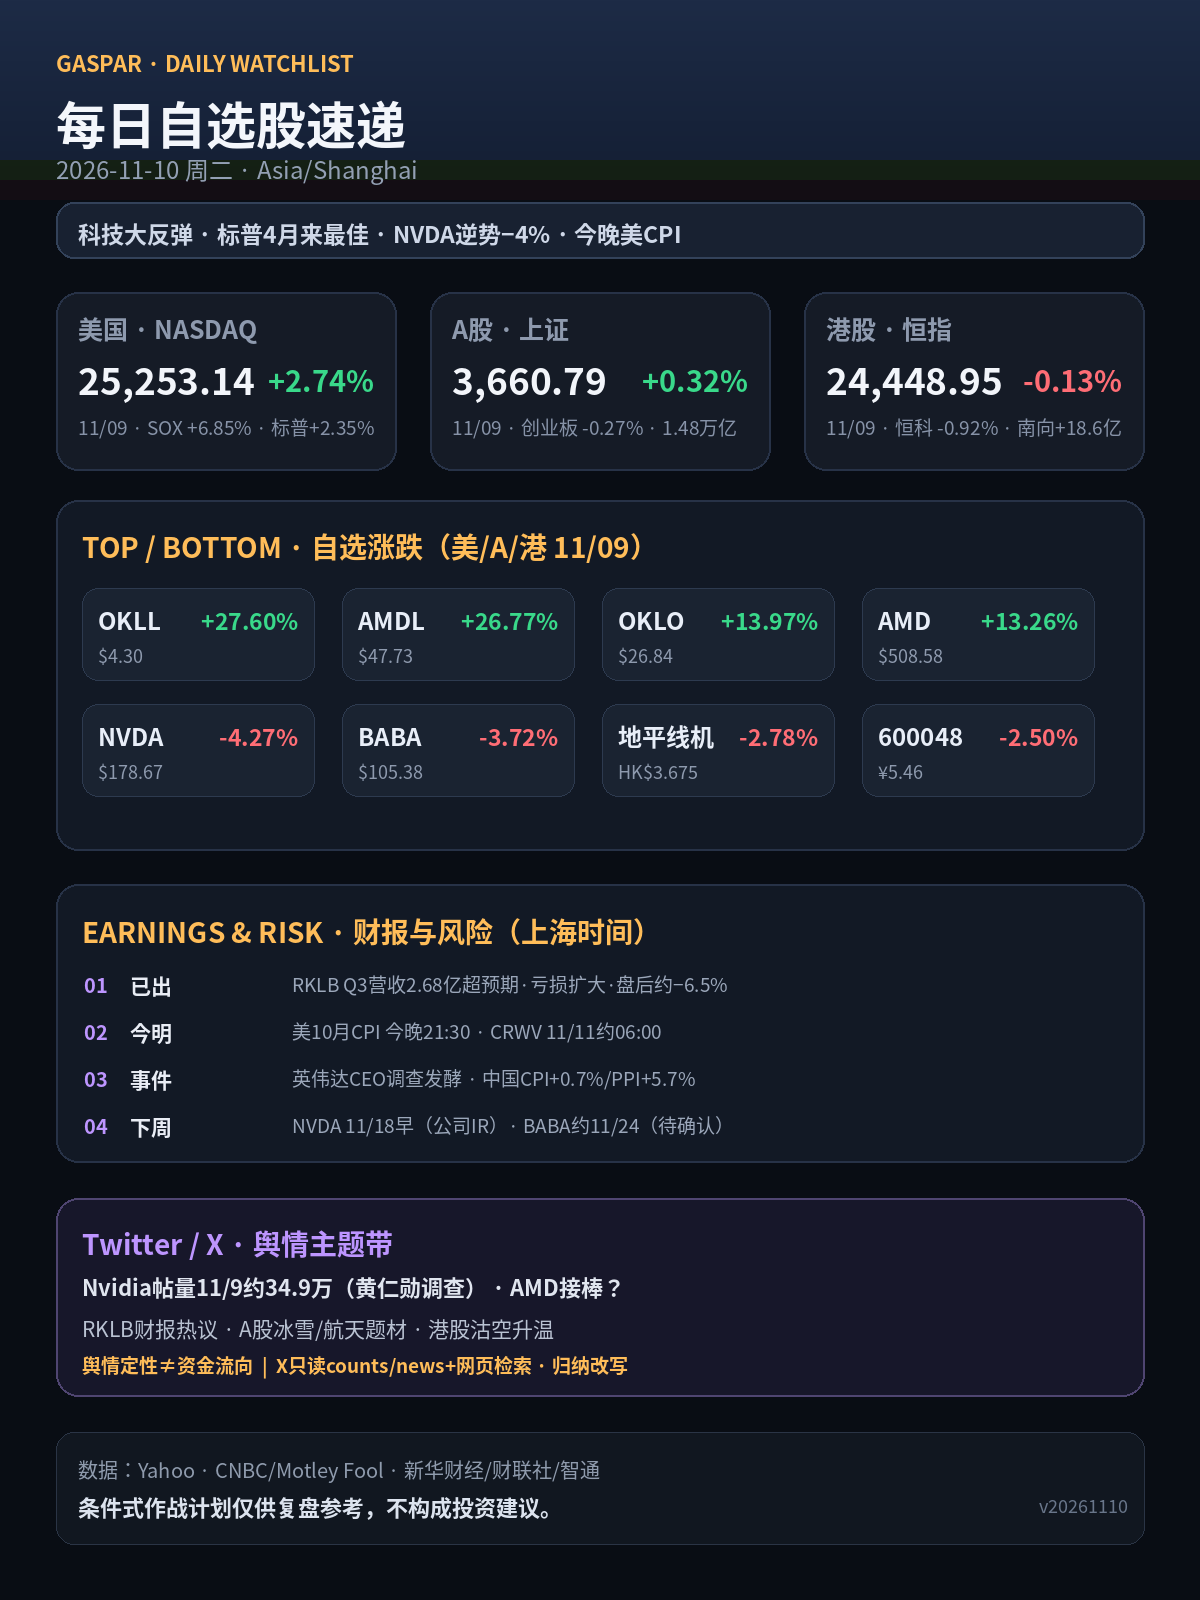 GASPAR · DAILY WATCHLIST
每日自选股速递
2026-11-10 周二 · Asia/Shanghai
科技大反弹 · 标普4月来最佳 · NVDA逆势−4% · 今晚美CPI
美国 · NASDAQ
25,253.14 +2.74%
11/09 · SOX +6.85% · 标普+2.35%
A股 · 上证
3,660.79 +0.32%
11/09 · 创业板 -0.27% · 1.48万亿
港股 · 恒指
24,448.95 -0.13%
11/09 · 恒科 -0.92% · 南向+18.6亿
TOP / BOTTOM · 自选涨跌（美/A/港 11/09）
OKLL +27.60%
$4.30
AMDL +26.77%
$47.73
OKLO +13.97%
$26.84
AMD +13.26%
$508.58
NVDA -4.27%
$178.67
BABA -3.72%
$105.38
地平线机 -2.78%
HK$3.675
600048 -2.50%
¥5.46
EARNINGS & RISK · 财报与风险（上海时间）
01 已出 RKLB Q3营收2.68亿超预期·亏损扩大·盘后约−6.5%
02 今明 美10月CPI 今晚21:30 · CRWV 11/11约06:00
03 事件 英伟达CEO调查发酵 · 中国CPI+0.7%/PPI+5.7%
04 下周 NVDA 11/18早（公司IR）· BABA约11/24（待确认）
Twitter / X · 舆情主题带
Nvidia帖量11/9约34.9万（黄仁勋调查） · AMD接棒？
RKLB财报热议 · A股冰雪/航天题材 · 港股沽空升温
舆情定性≠资金流向 | X只读counts/news+网页检索 · 归纳改写
数据：Yahoo · CNBC/Motley Fool · 新华财经/财联社/智通
条件式作战计划仅供复盘参考，不构成投资建议。
v20261110